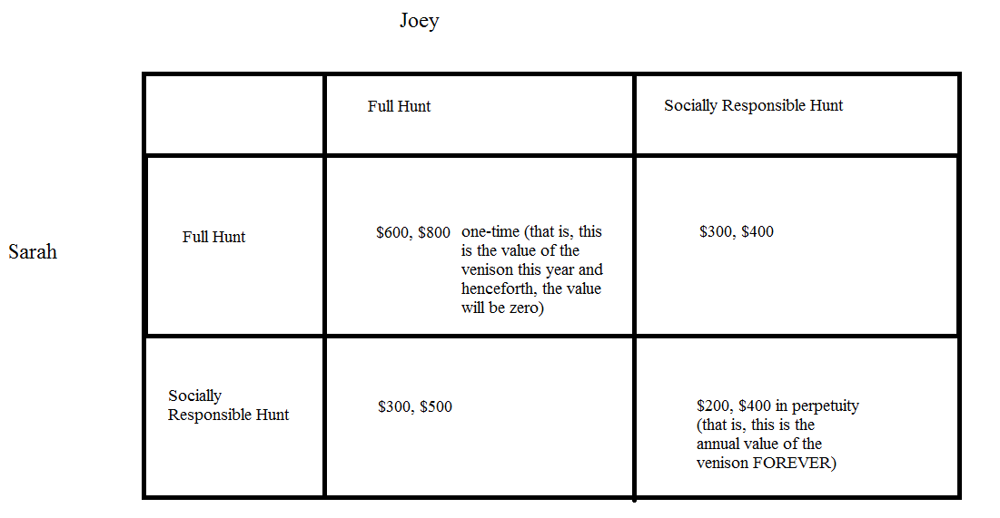 Joey
Full Hunt
Socially Responsible Hunt
Sarah
Full Hunt
$600, $800 one-time (that is, this
is the value of the
venison this year and
henceforth, the value
will be zero)
$300, $400
Socially
Responsible Hunt
$300, $500
$200, $400 in perpetuity
(that is, this is the
annual value of the
venison FOREVER)